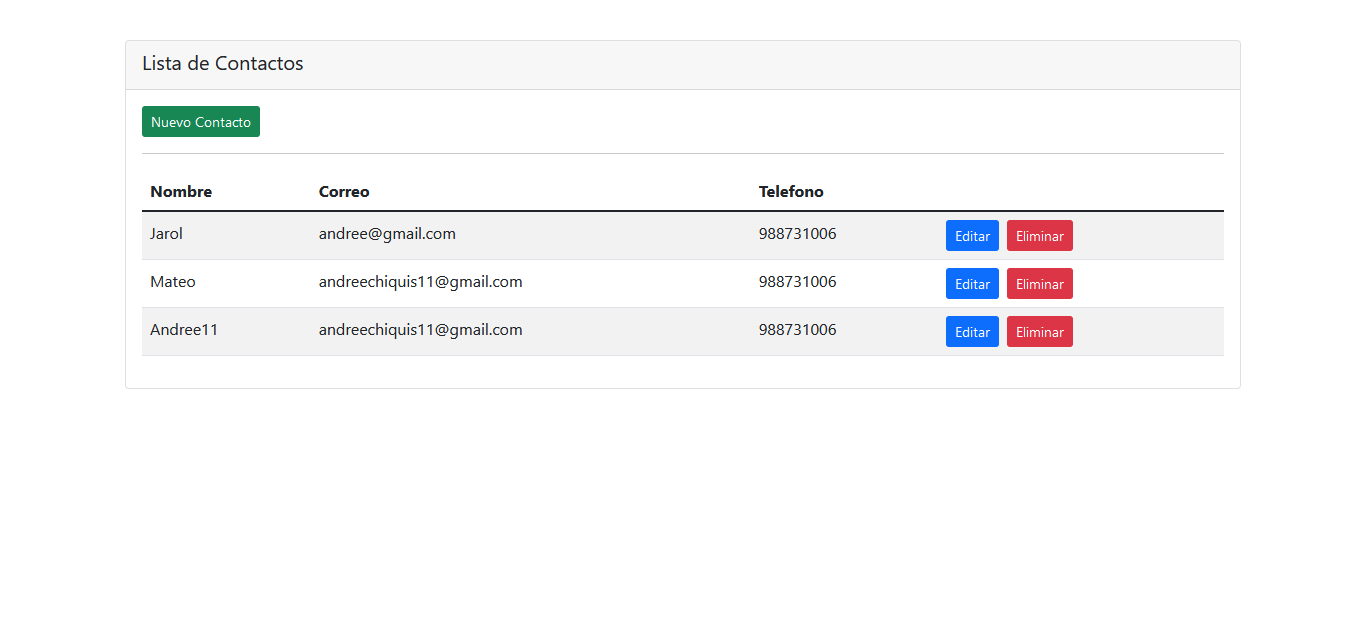 Lista de Contactos
Nuevo Contacto
Nombre Correo Telefono
Jarol andree@gmail.com 988731006 Editar Eliminar
Mateo andreechiquis11@gmail.com 988731006 Editar Eliminar
Andree11 andreechiquis11@gmail.com 988731006 Editar Eliminar